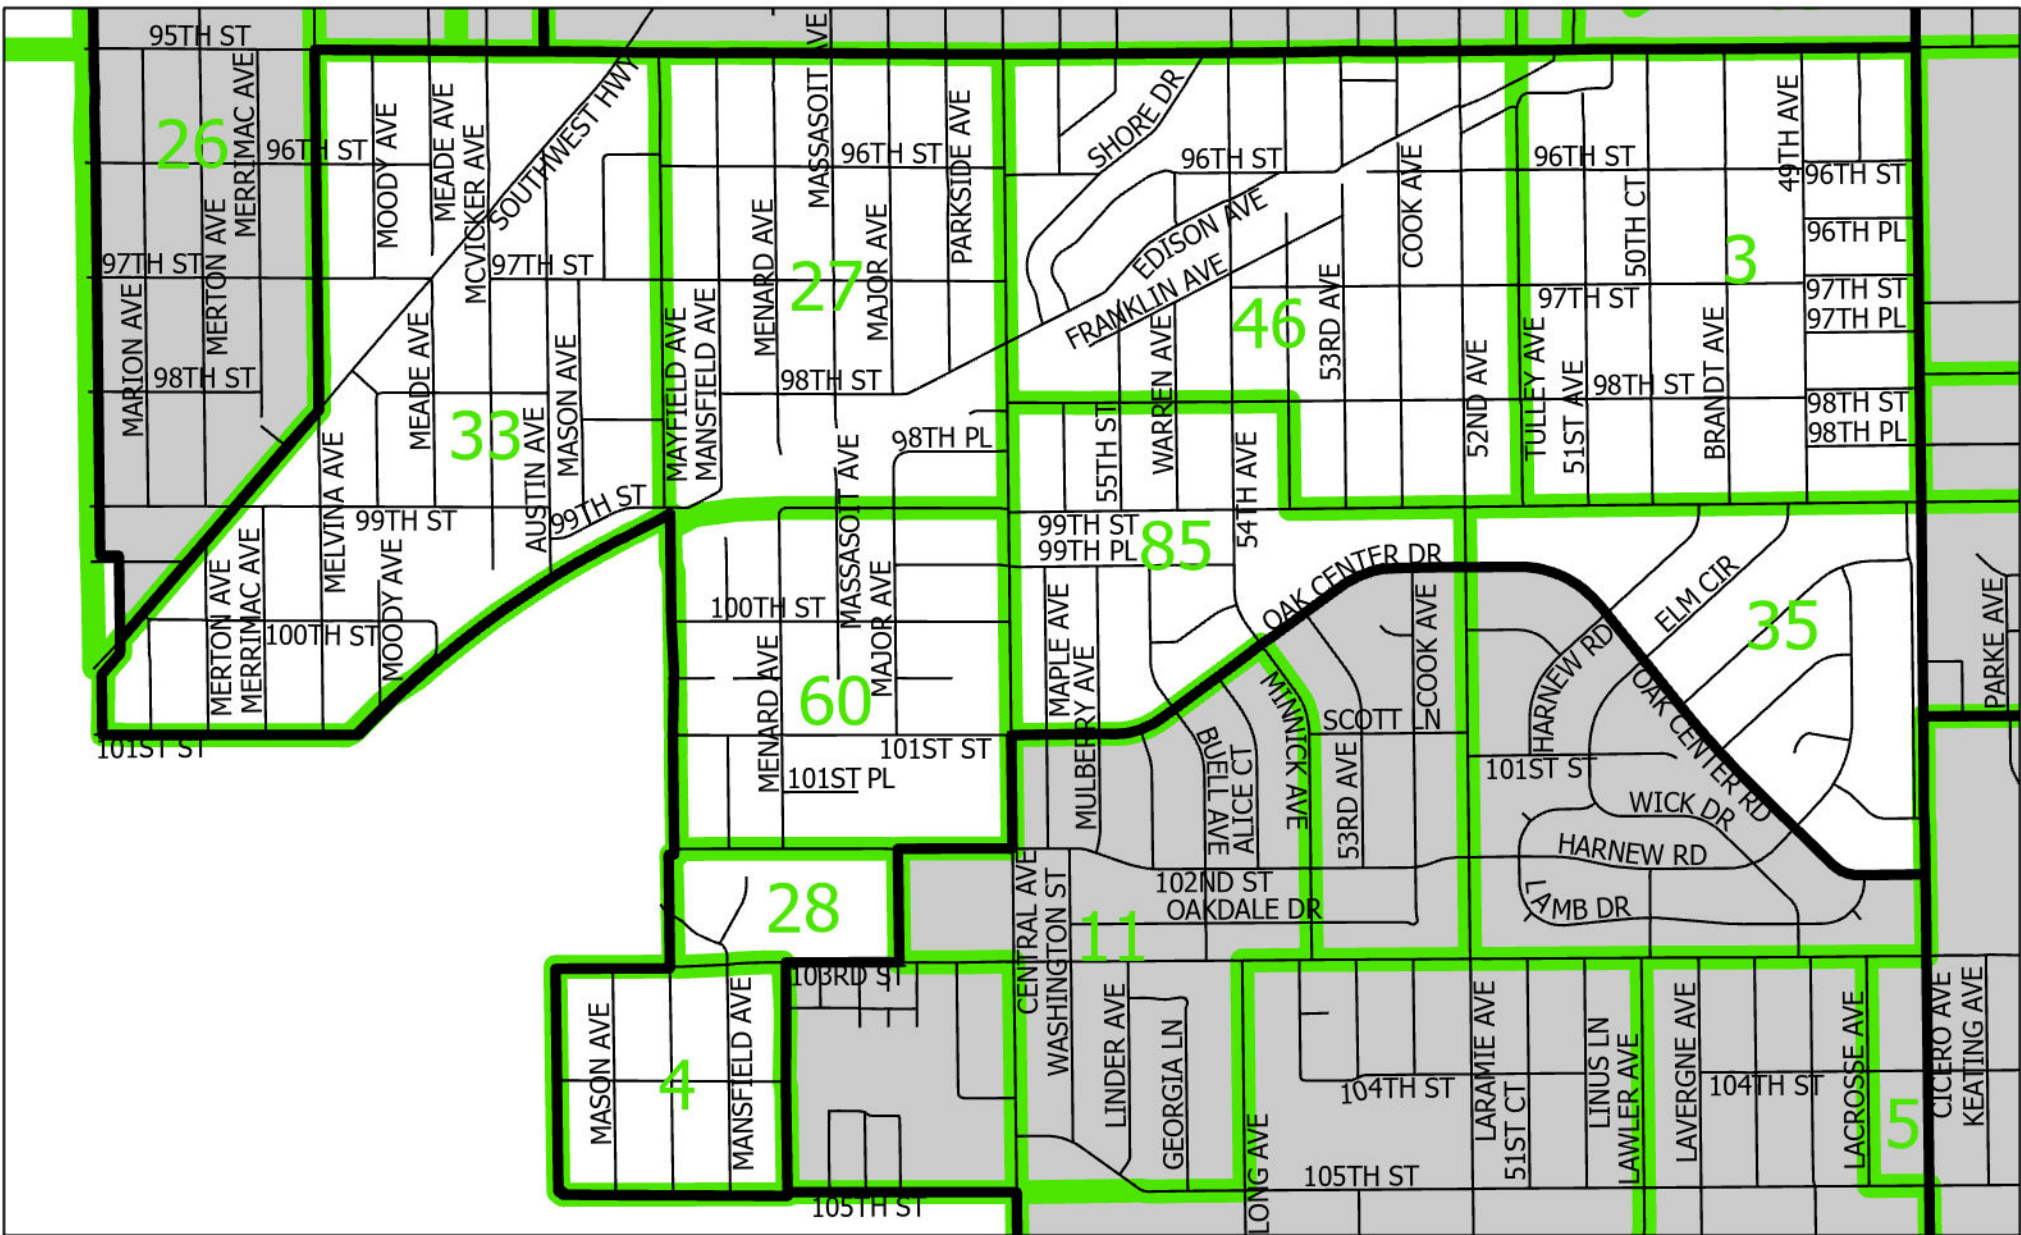 95TH ST
MERRIMAC AVE
26
96TH ST
MOODY AVE
MEADE AVE
MCVICKER AVE
SOUTHWEST HWY
MASSASOIT AVE
96TH ST
PARKSIDE AVE
SHORE DR
96TH ST
COOK AVE
96TH ST
50TH CT
49TH AVE
96TH ST
96TH PL
3
97TH ST
MERTON AVE
MARION AVE
97TH ST
MENARD AVE
27
MAJOR AVE
EDISON AVE
FRANKLIN AVE
46
53RD AVE
97TH ST
97TH ST
97TH PL
98TH ST
MEADE AVE
33
AUSTIN AVE
MASON AVE
MAYFIELD AVE
MANSFIELD AVE
98TH ST
98TH PL
55TH ST
WARREN AVE
54TH AVE
52ND AVE
TULLEY AVE
51ST AVE
98TH ST
BRANDT AVE
98TH ST
98TH PL
MELVINA AVE
99TH ST
99TH ST
MASSASOIT AVE
99TH ST
99TH PL
85
OAK CENTER DR
ELM CIR
35
MERTON AVE
MERRIMAC AVE
100TH ST
MOODY AVE
100TH ST
MENARD AVE
MAJOR AVE
60
MAPLE AVE
MULBERRY AVE
MINNICK AVE
COOK AVE
HARNEW RD
OAK CENTER RD
PARKE AVE
101ST ST
101ST ST
101ST PL
BUELL AVE
ALICE CT
SCOTT LN
53RD AVE
101ST ST
WICK DR
HARNEW RD
28
CENTRAL AVE
WASHINGTON ST
102ND ST
OAKDALE DR
11
LAMB DR
103RD ST
MASON AVE
4
MANSFIELD AVE
LINDER AVE
GEORGIA LN
LONG AVE
104TH ST
LARAMIE AVE
51ST CT
LINUS LN
LAWLER AVE
LAVERGNE AVE
104TH ST
LACROSSE AVE
5
CICERO AVE
KEATING AVE
105TH ST
105TH ST